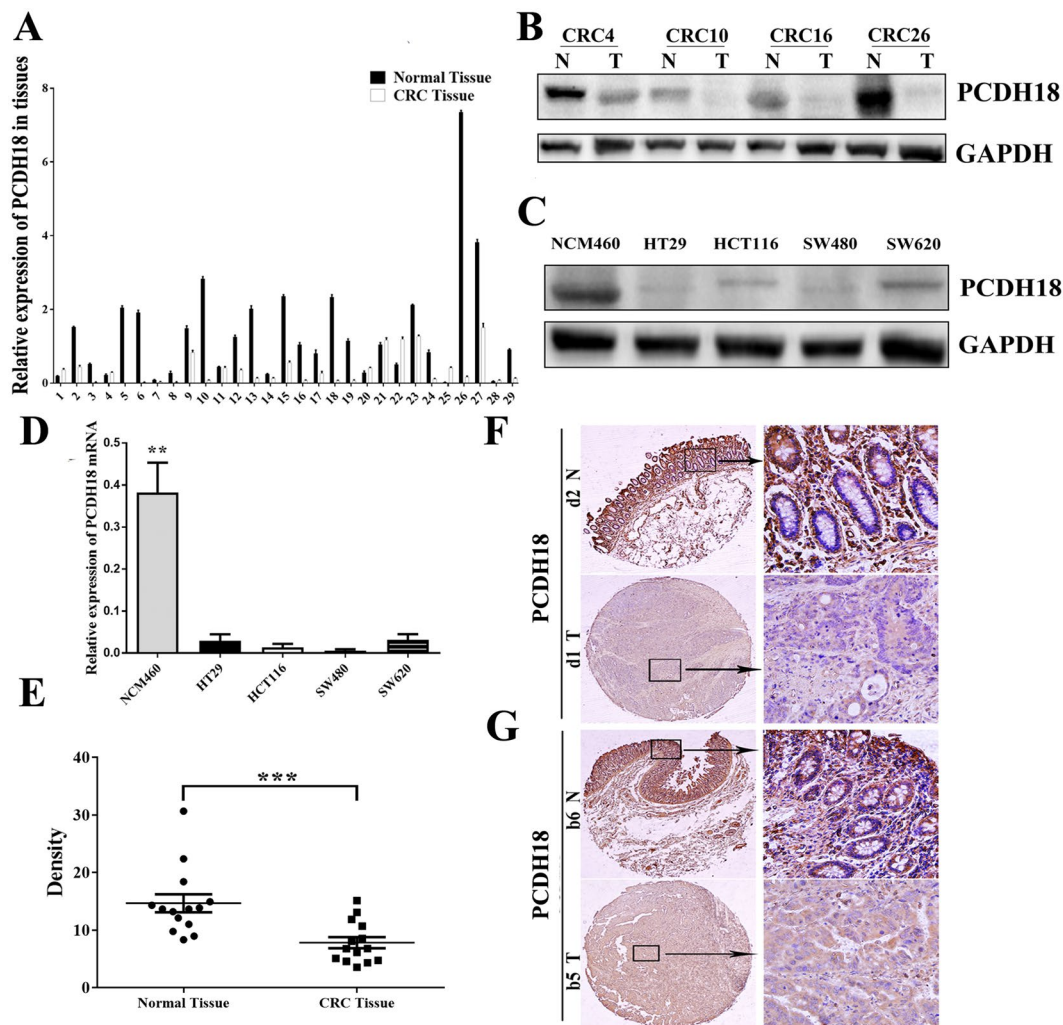 A
Relative expression of PCDH18 in tissues
Normal Tissue
CRC Tissue
8
6
4
2
0
1 2 3 4 5 6 7 8 9 10 11 12 13 14 15 16 17 18 19 20 21 22 23 24 25 26 27 28 29
B
CRC4 CRC10 CRC16 CRC26
N T N T N T N T
PCDH18
GAPDH
C
NCM460 HT29 HCT116 SW480 SW620
PCDH18
GAPDH
D
Relative expression of PCDH18 mRNA
0.5
0.4
0.3
0.2
0.1
0.0
**
NCM460 HT29 HCT116 SW480 SW620
E
Density
40
30
20
10
0
***
Normal Tissue CRC Tissue
F
PCDH18
d2 N
d1 T
G
PCDH18
b6 N
b5 T